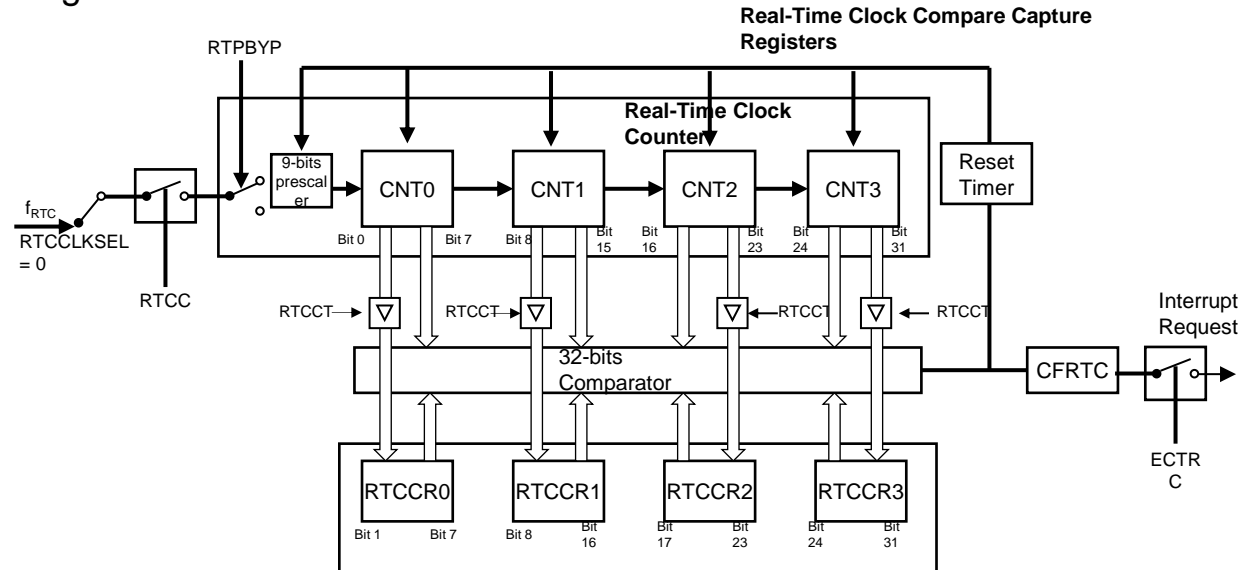 Real-Time Clock Compare Capture
Registers
RTPBYP
Real-Time Clock
Counter
9-bits
prescal
er
CNT0
CNT1
CNT2
CNT3
Reset
Timer
fRTC
RTCCLKSEL
= 0
RTCC
Bit 0
Bit 7
Bit 8
Bit
15
Bit
16
Bit
23
Bit
24
Bit
31
RTCCT
RTCCT
RTCCT
RTCCT
Interrupt
Request
32-bits
Comparator
CFRTC
ECTR
C
RTCCR0
RTCCR1
RTCCR2
RTCCR3
Bit 1
Bit 7
Bit 8
Bit
16
Bit
17
Bit
23
Bit
24
Bit
31